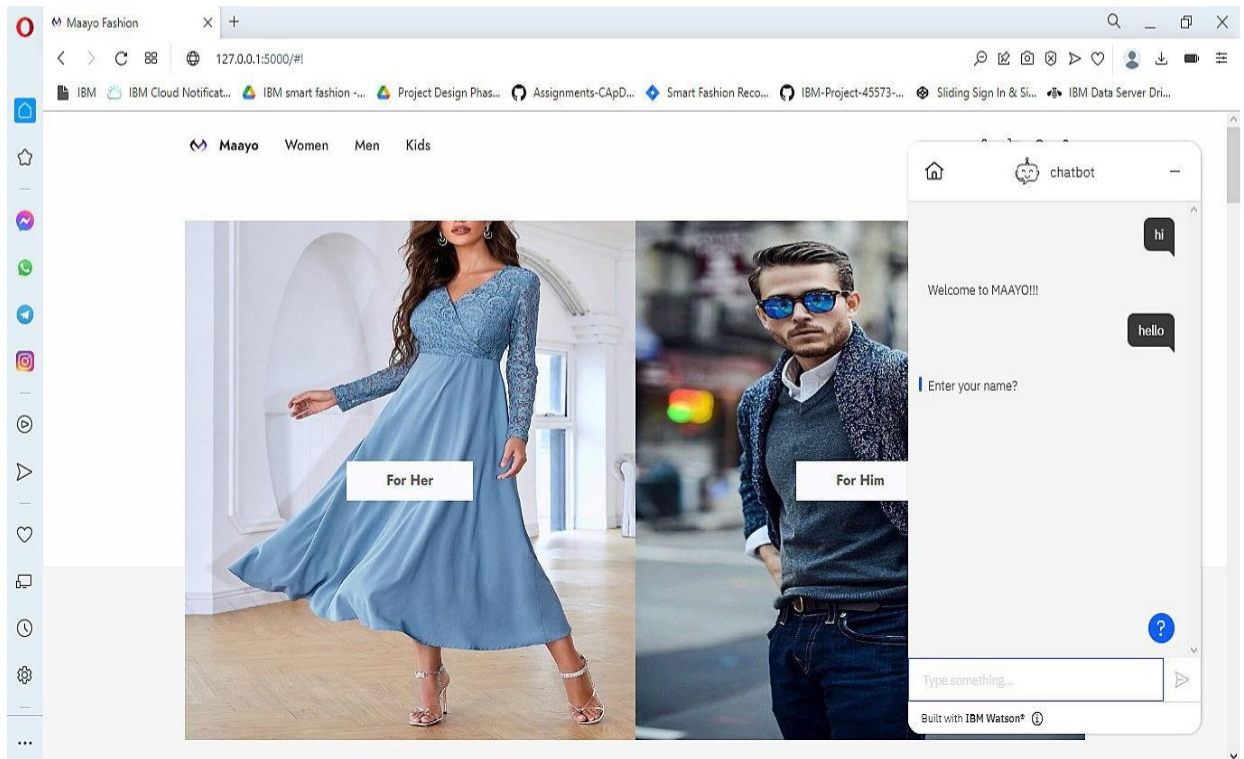 Maayo Fashion
127.0.0.1:5000/#!
IBM IBM Cloud Notificat... IBM smart fashion -... Project Design Phas... Assignments-CApD... Smart Fashion Reco... IBM-Project-45573-... Sliding Sign In & Si... IBM Data Server Dri...
Maayo Women Men Kids
chatbot
hi
Welcome to MAAYO!!!
hello
Enter your name?
For Her
For Him
?
Type something...
Built with IBM Watson®